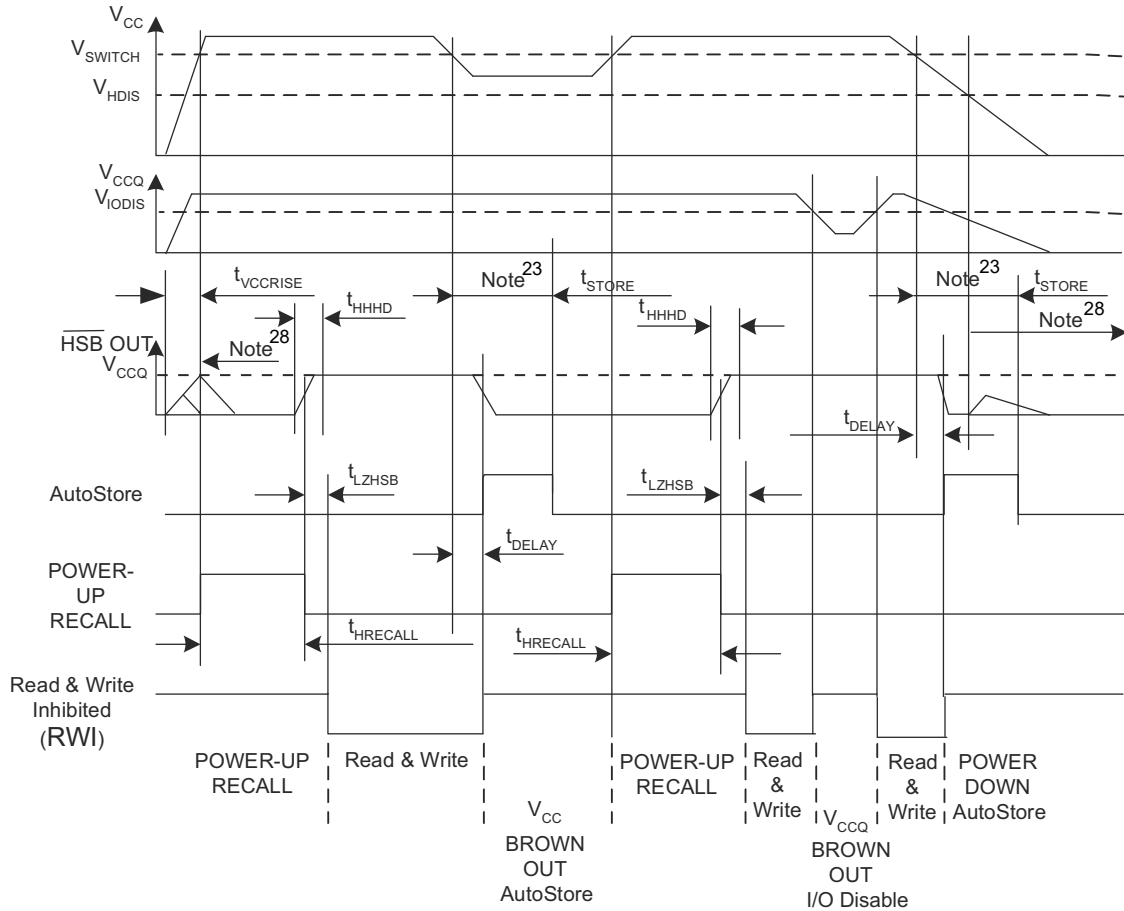 VCC
VSWITCH
VHDIS
VCCQ
VIODIS
tVCCRISE
Note23
tSTORE
Note23
tSTORE
tHHHD
tHHHD
Note28
HSB OUT
Note28
VCCQ
tDELAY
tLZHSB
tLZHSB
AutoStore
tDELAY
POWER-
UP
RECALL
tHRECALL
tHRECALL
Read & Write
Inhibited
(RWI)
POWER-UP
RECALL
Read & Write
VCC
BROWN
OUT
AutoStore
POWER-UP
RECALL
Read
&
Write
VCCQ
BROWN
OUT
I/O Disable
Read
&
Write
POWER
DOWN
AutoStore